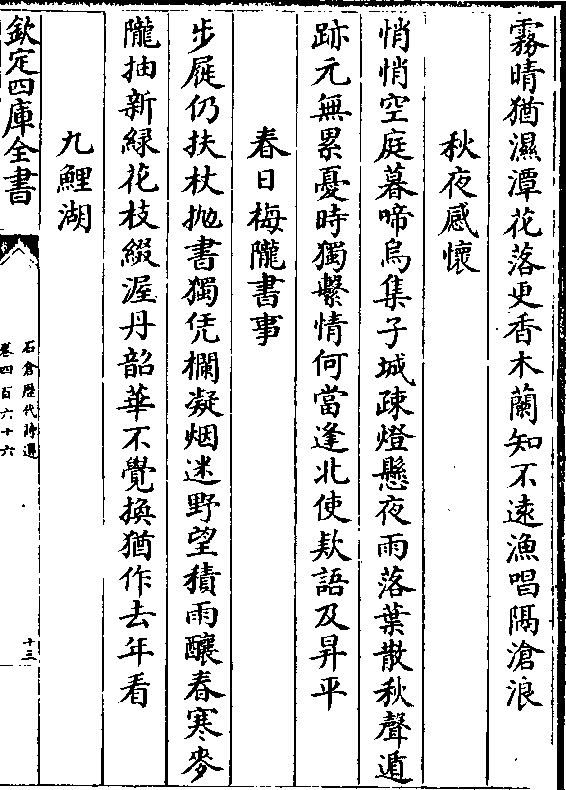 霧晴猶濕潭花落更香木蘭知不遠漁唱隔滄浪
秋夜感懷
悄悄空庭暮啼烏集子城疎燈懸夜雨落葉散秋聲遁
跡元無累憂時獨繫情何當逢北使欵語及昇平
春日梅隴書事
步屧仍扶杖拋書獨凭欄凝烟迷野望積雨釀春寒麥
隴抽新緑花枝綴渥丹韶華不覺換猶作去年看
九鯉湖
欽定四庫全書
石倉歷代詩選
卷四百六十六
十三